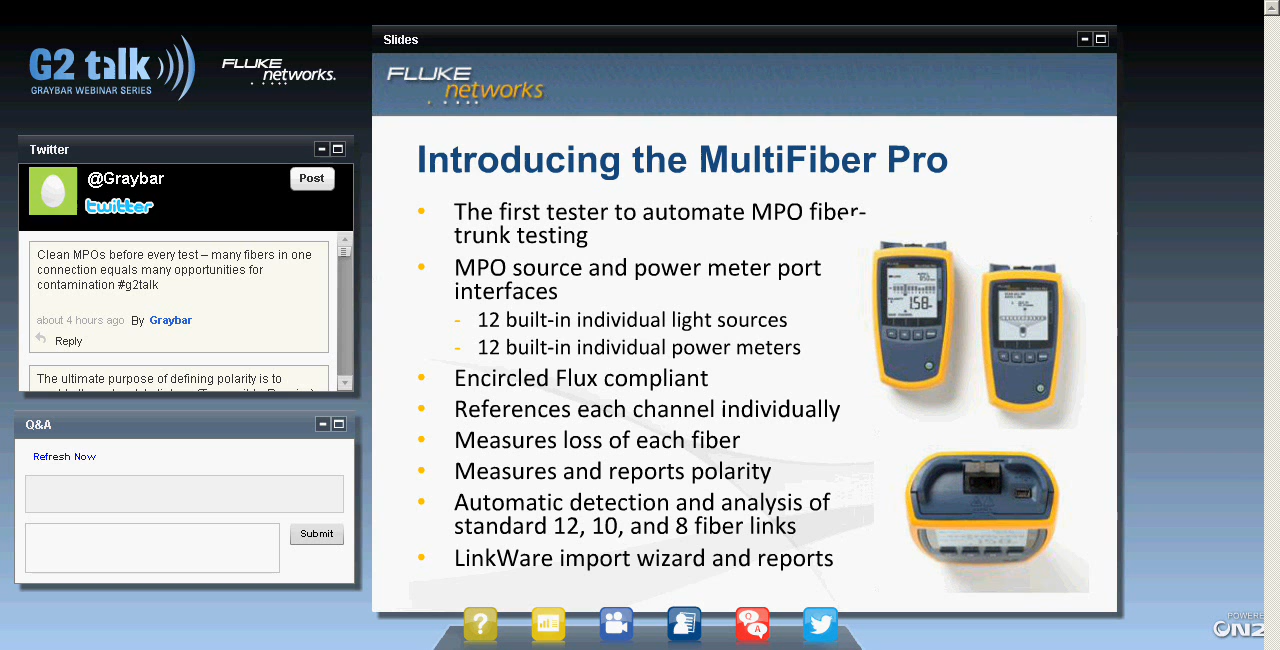 G2 talk
GRAYBAR WEBINAR SERIES
FLUKE
networks.
Twitter
@Graybar
twitter
Post
Clean MPOs before every test – many fibers in one
connection equals many opportunities for
contamination #g2talk
about 4 hours ago By Graybar
Reply
The ultimate purpose of defining polarity is to
Q&A
Refresh Now
Submit
Slides
FLUKE
networks
Introducing the MultiFiber Pro
• The first tester to automate MPO fiber-
trunk testing
• MPO source and power meter port
interfaces
- 12 built-in individual light sources
- 12 built-in individual power meters
• Encircled Flux compliant
• References each channel individually
• Measures loss of each fiber
• Measures and reports polarity
• Automatic detection and analysis of
standard 12, 10, and 8 fiber links
• LinkWare import wizard and reports
1.58
?
Q
A
POWERE
ON2